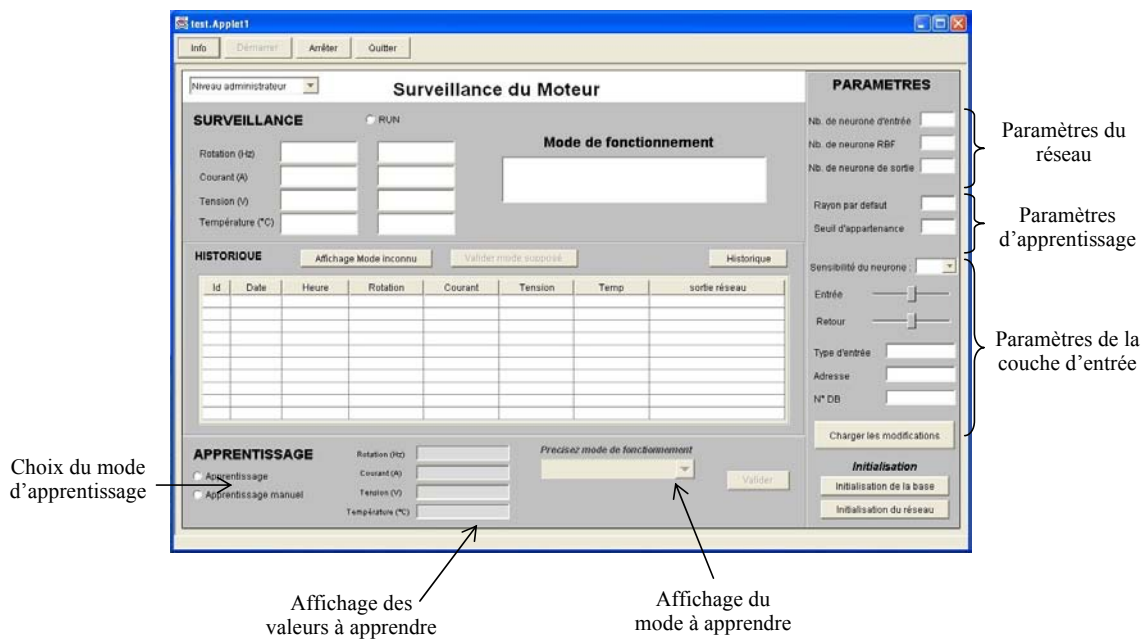 test.Applet1
Info Démarrer Arrêter Quitter
Niveau administrateur
Surveillance du Moteur
SURVEILLANCE
RUN
Rotation (Hz)
Courant (A)
Tension (V)
Température (°C)
Mode de fonctionnement
HISTORIQUE
Affichage Mode inconnu
Valider mode supposé
Historique
Id Date Heure Rotation Courant Tension Temp sortie réseau
APPRENTISSAGE
Apprentissage
Apprentissage manuel
Rotation (Hz)
Courant (A)
Tension (V)
Température (°C)
Precisez mode de fonctionnement
Valider
PARAMETRES
Nb. de neurone d'entrée
Nb. de neurone RBF
Nb. de neurone de sortie
Rayon par defaut
Seuil d'appartenance
Sensibilité du neurone :
Entrée
Retour
Type d'entrée
Adresse
N° DB
Charger les modifications
Initialisation
Initialisation de la base
Initialisation du réseau
Paramètres du
réseau
Paramètres
d’apprentissage
Paramètres de la
couche d’entrée
Choix du mode
d’apprentissage
Affichage des
valeurs à apprendre
Affichage du
mode à apprendre